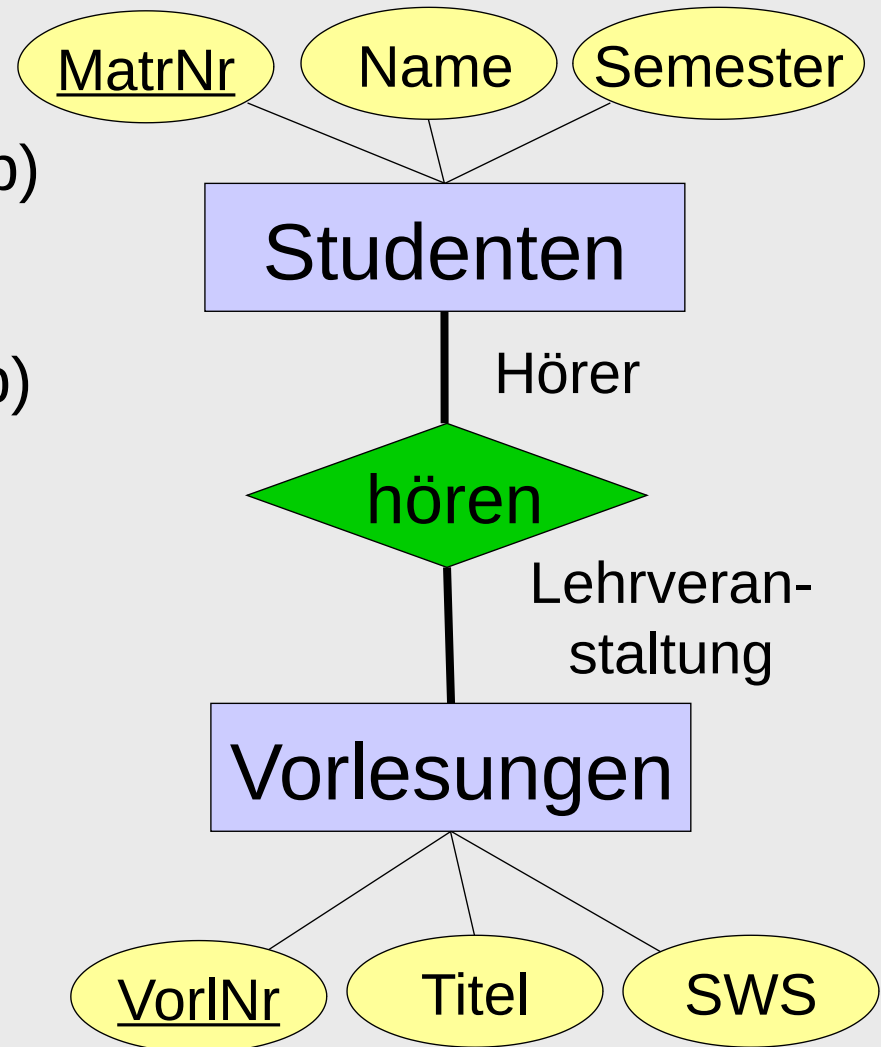 MatrNr Name Semester
p)
Studenten
Hörer
p)
hören
Lehrveran-
staltung
Vorlesungen
VorlNr Titel SWS